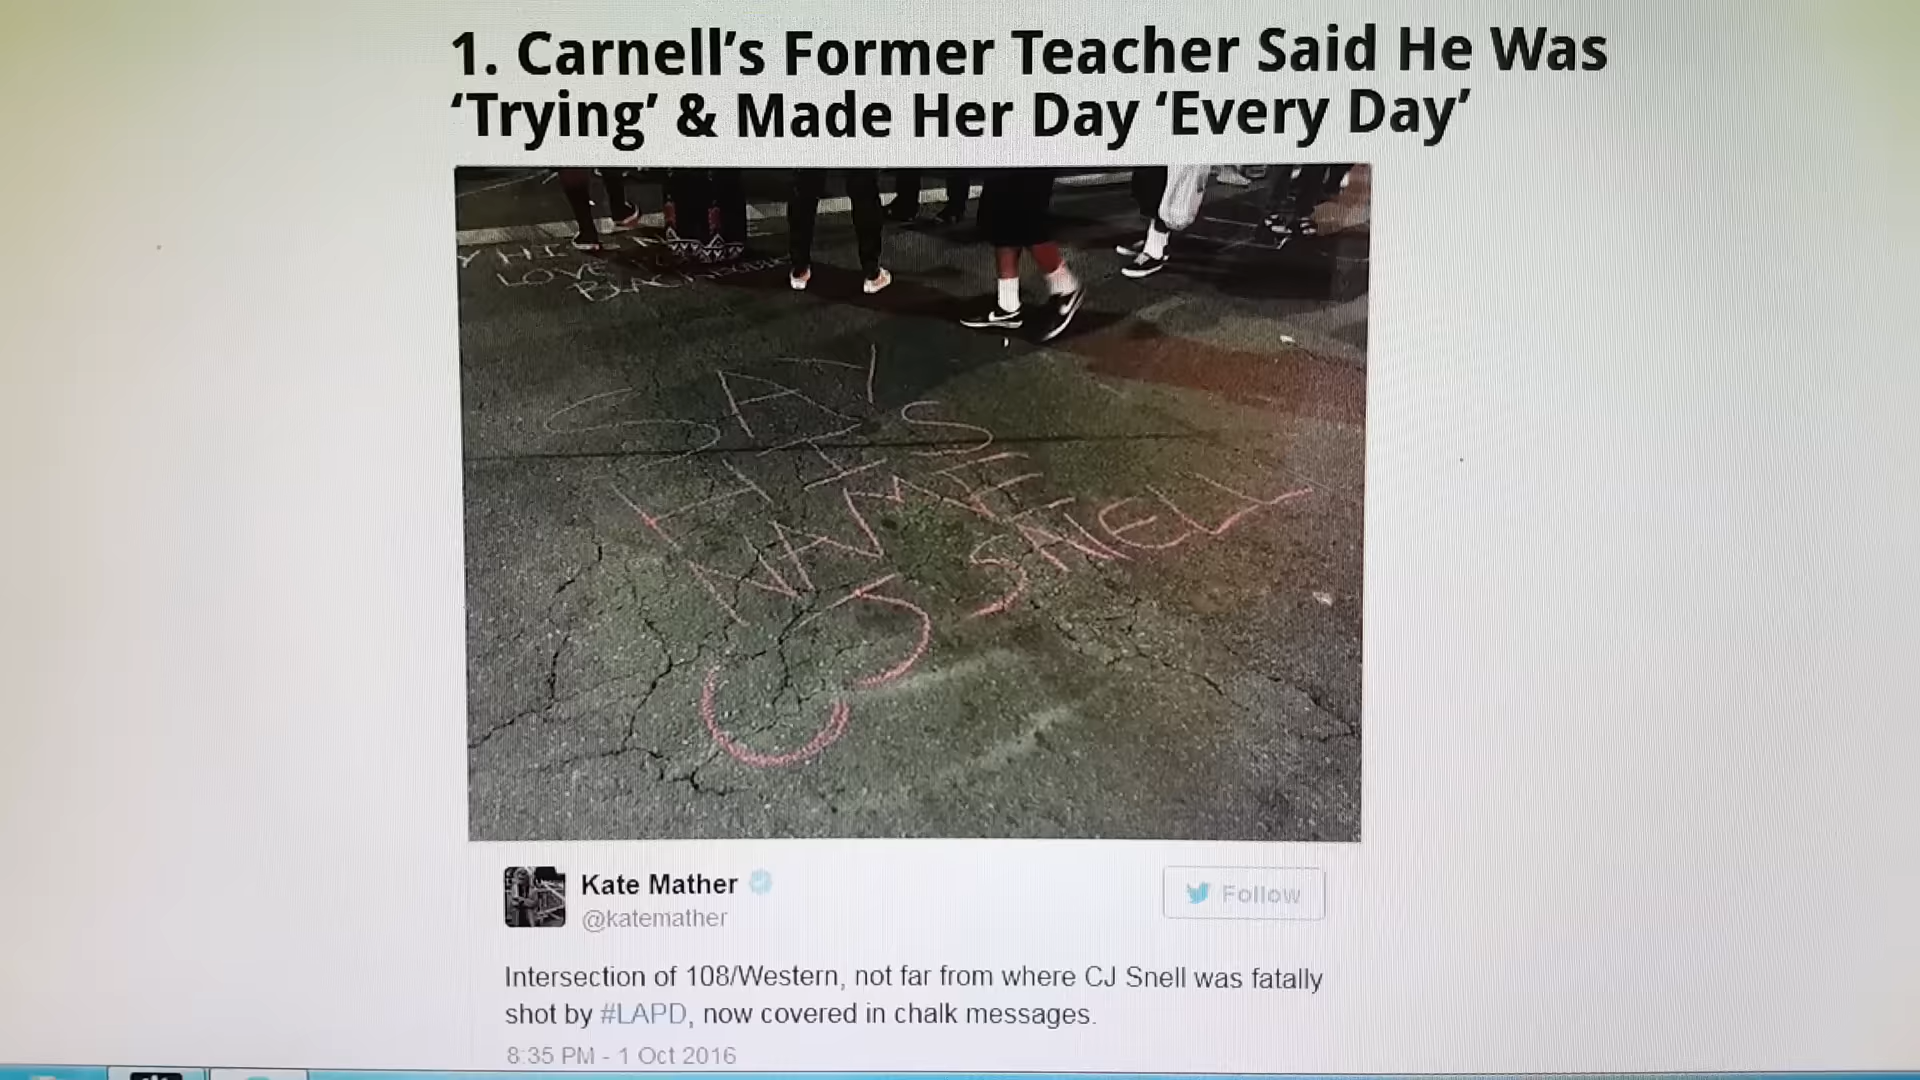 1. Carnell’s Former Teacher Said He Was
‘Trying’ & Made Her Day ‘Every Day’
LOVE
SAY
HIS
NAME
CJ SNELL
Kate Mather
@katemather
Follow
Intersection of 108/Western, not far from where CJ Snell was fatally
shot by #LAPD, now covered in chalk messages.
8:35 PM - 1 Oct 2016